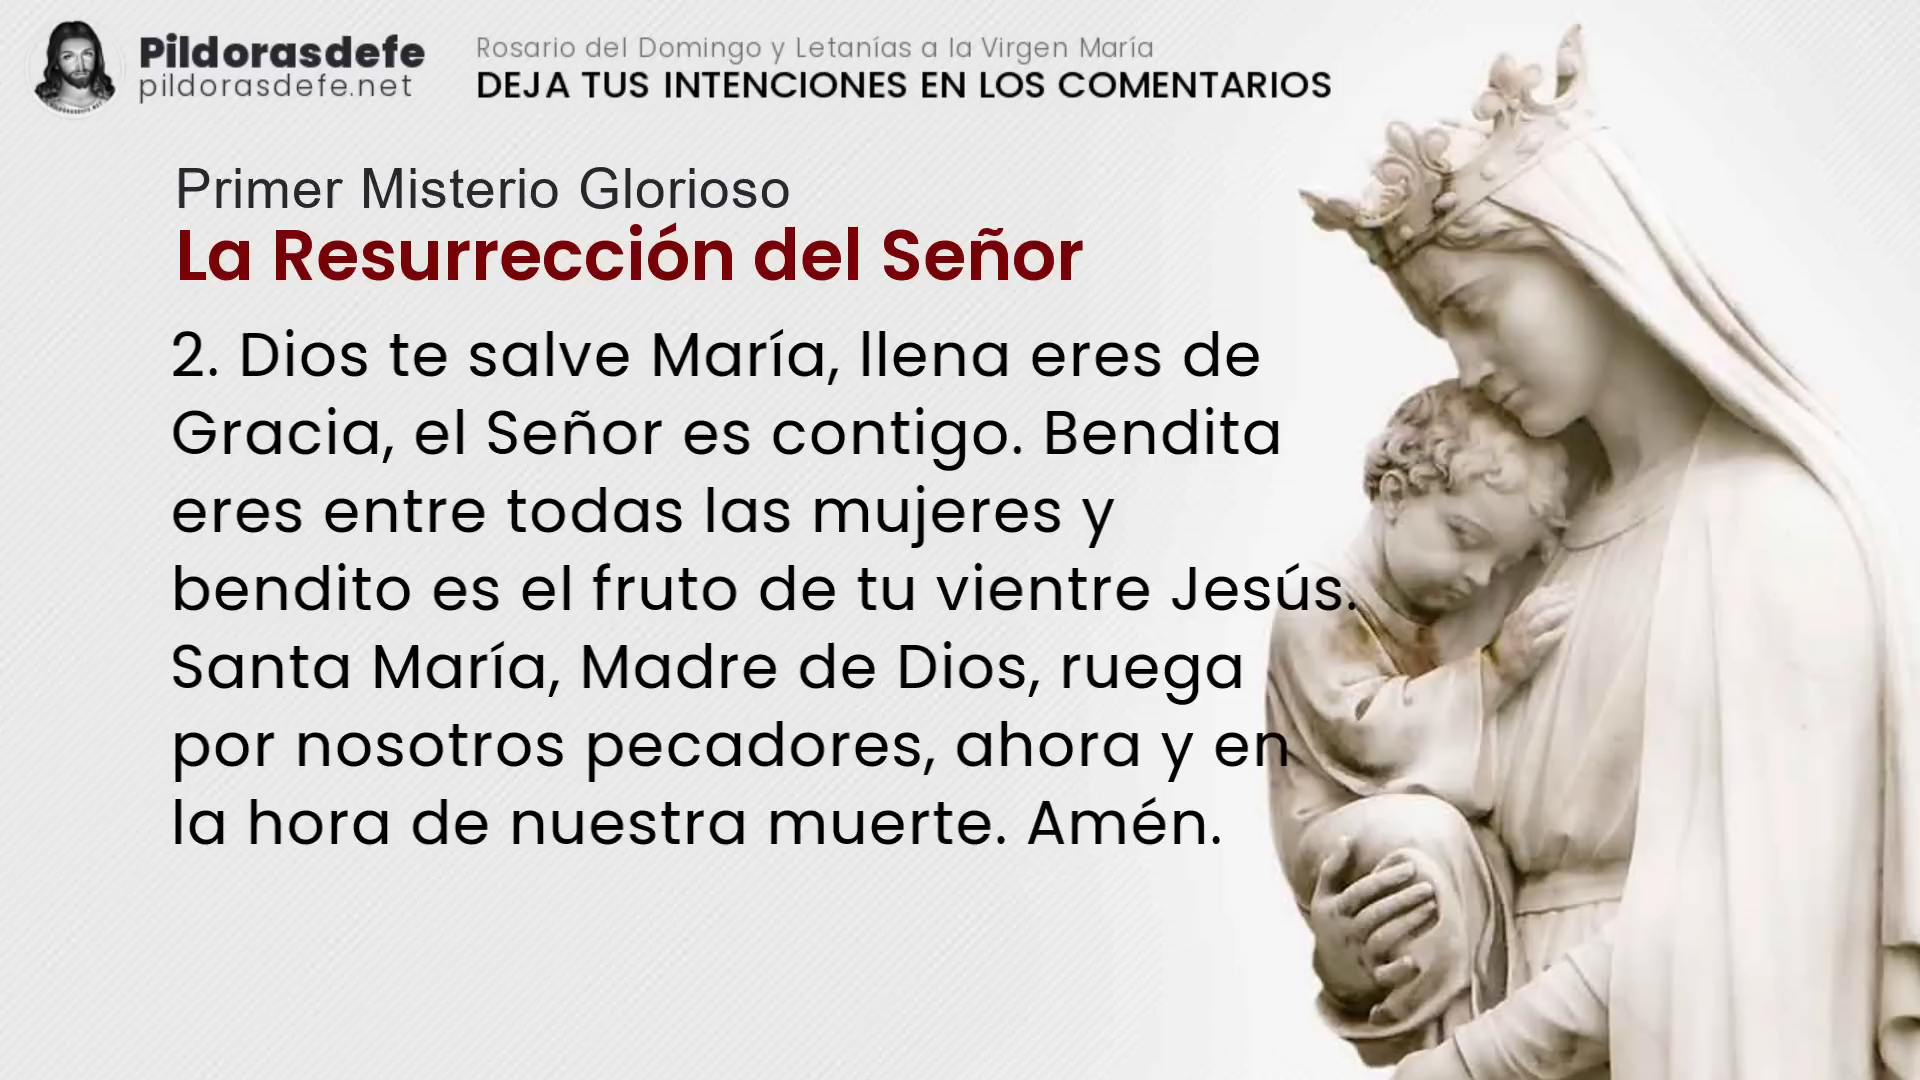 Pildorasdefe
pildorasdefe.net
Rosario del Domingo y Letanías a la Virgen María
DEJA TUS INTENCIONES EN LOS COMENTARIOS
Primer Misterio Glorioso
La Resurrección del Señor
2. Dios te salve María, llena eres de
Gracia, el Señor es contigo. Bendita
eres entre todas las mujeres y
bendito es el fruto de tu vientre Jesús.
Santa María, Madre de Dios, ruega
por nosotros pecadores, ahora y en
la hora de nuestra muerte. Amén.